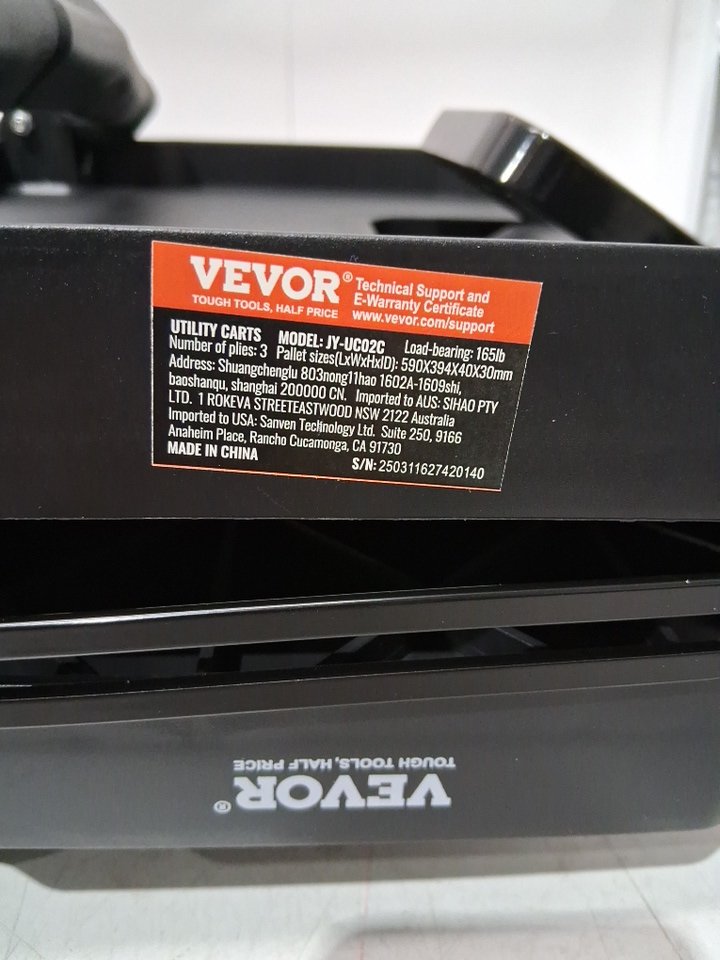 VEVOR®
TOUGH TOOLS, HALF PRICE
Technical Support and
E-Warranty Certificate
www.vevor.com/support
UTILITY CARTS MODEL: JY-UC02C Load-bearing: 165lb
Number of plies: 3 Pallet sizes(LxWxHxID): 590X394X40X30mm
Address: Shuangchenglu 803nong11hao 1602A-1609shi,
baoshanqu, shanghai 200000 CN. Imported to AUS: SIHAO PTY
LTD. 1 ROKEVA STREETEASTWOOD NSW 2122 Australia
Imported to USA: Sanven Technology Ltd. Suite 250, 9166
Anaheim Place, Rancho Cucamonga, CA 91730
MADE IN CHINA
S/N: 250311627420140
VEVOR®
TOUGH TOOLS, HALF PRICE